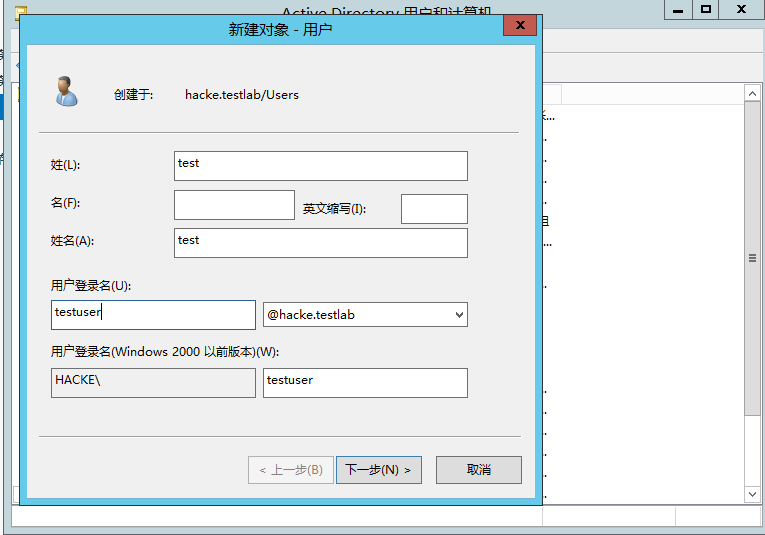 Active Directory 用户和计算机
新建对象 - 用户
x
创建于: hacke.testlab/Users
姓(L): test
名(F): 英文缩写(I):
姓名(A): test
用户登录名(U):
testuser @hacke.testlab
用户登录名(Windows 2000 以前版本)(W):
HACKE\ testuser
< 上一步(B) 下一步(N) > 取消